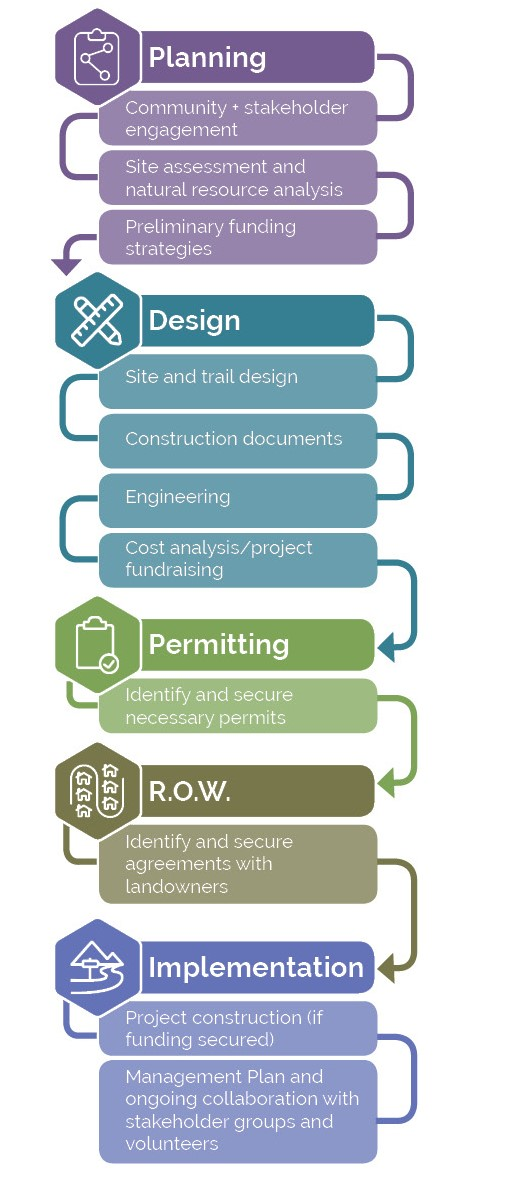 Planning
Community + stakeholder
engagement
Site assessment and
natural resource analysis
Preliminary funding
strategies
Design
Site and trail design
Construction documents
Engineering
Cost analysis/project
fundraising
Permitting
Identify and secure
necessary permits
R.O.W.
Identify and secure
agreements with
landowners
Implementation
Project construction (if
funding secured)
Management Plan and
ongoing collaboration with
stakeholder groups and
volunteers